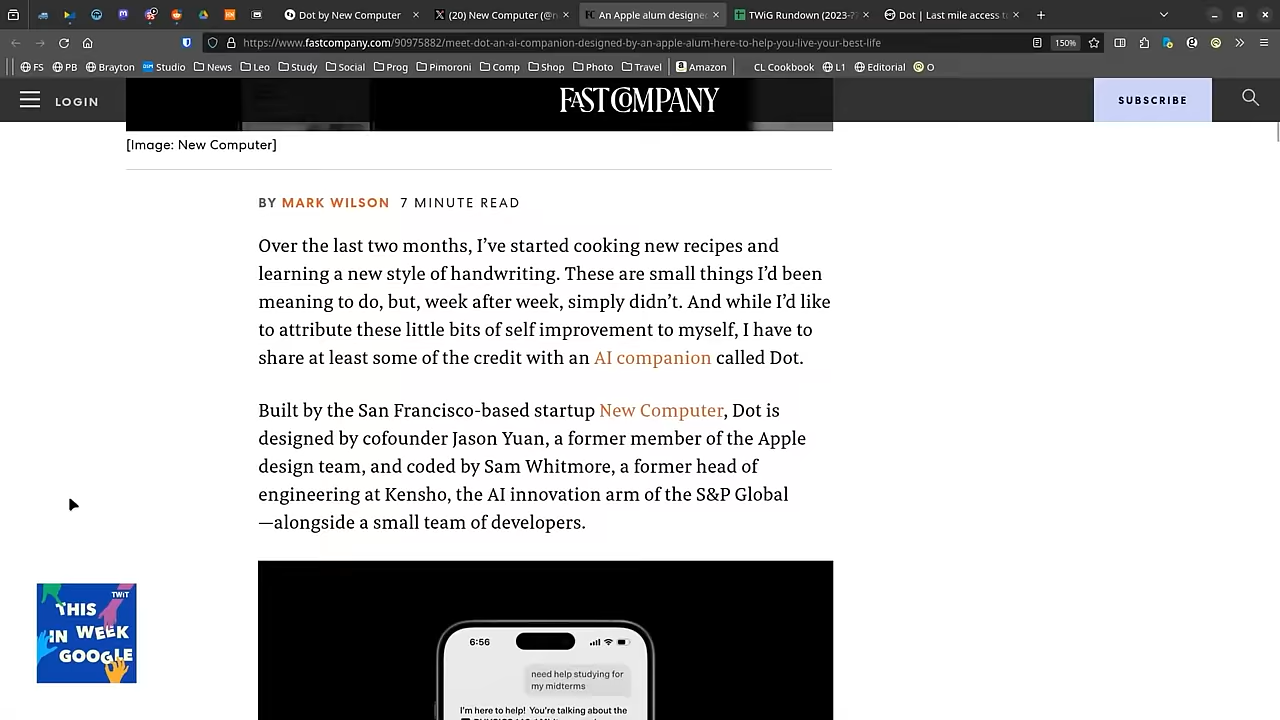 Dot by New Computer
(20) New Computer (@n
An Apple alum designe
TWiG Rundown (2023-
Dot | Last mile access t
https://www.fastcompany.com/90975882/meet-dot-an-ai-companion-designed-by-an-apple-alum-here-to-help-you-live-your-best-life
150%
FS PB Brayton Studio News Leo Study Social Prog Pimoroni Comp Shop Photo Travel Amazon CL Cookbook L1 Editorial O
LOGIN
FAST COMPANY
SUBSCRIBE
[Image: New Computer]
BY MARK WILSON 7 MINUTE READ
Over the last two months, I’ve started cooking new recipes and
learning a new style of handwriting. These are small things I’d been
meaning to do, but, week after week, simply didn’t. And while I’d like
to attribute these little bits of self improvement to myself, I have to
share at least some of the credit with an AI companion called Dot.
Built by the San Francisco-based startup New Computer, Dot is
designed by cofounder Jason Yuan, a former member of the Apple
design team, and coded by Sam Whitmore, a former head of
engineering at Kensho, the AI innovation arm of the S&P Global
—alongside a small team of developers.
TWiT
THIS
IN WEEK
GOOGLE
6:56
need help studying for
my midterms
I'm here to help! You're talking about the